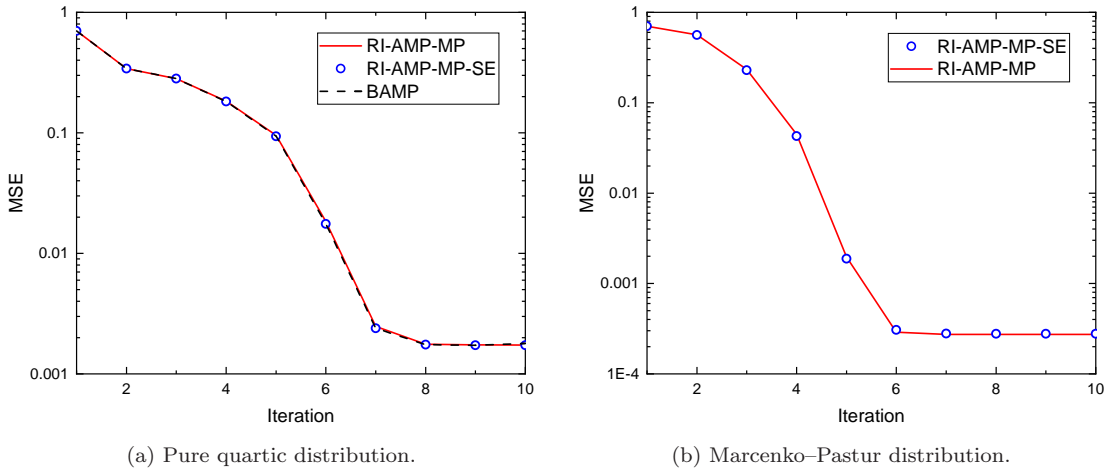 1
0.1
0.01
0.001
MSE
2
4
6
8
10
Iteration
RI-AMP-MP
RI-AMP-MP-SE
BAMP
(a) Pure quartic distribution.
1
0.1
0.01
0.001
1E-4
MSE
2
4
6
8
10
Iteration
RI-AMP-MP-SE
RI-AMP-MP
(b) Marcenko–Pastur distribution.